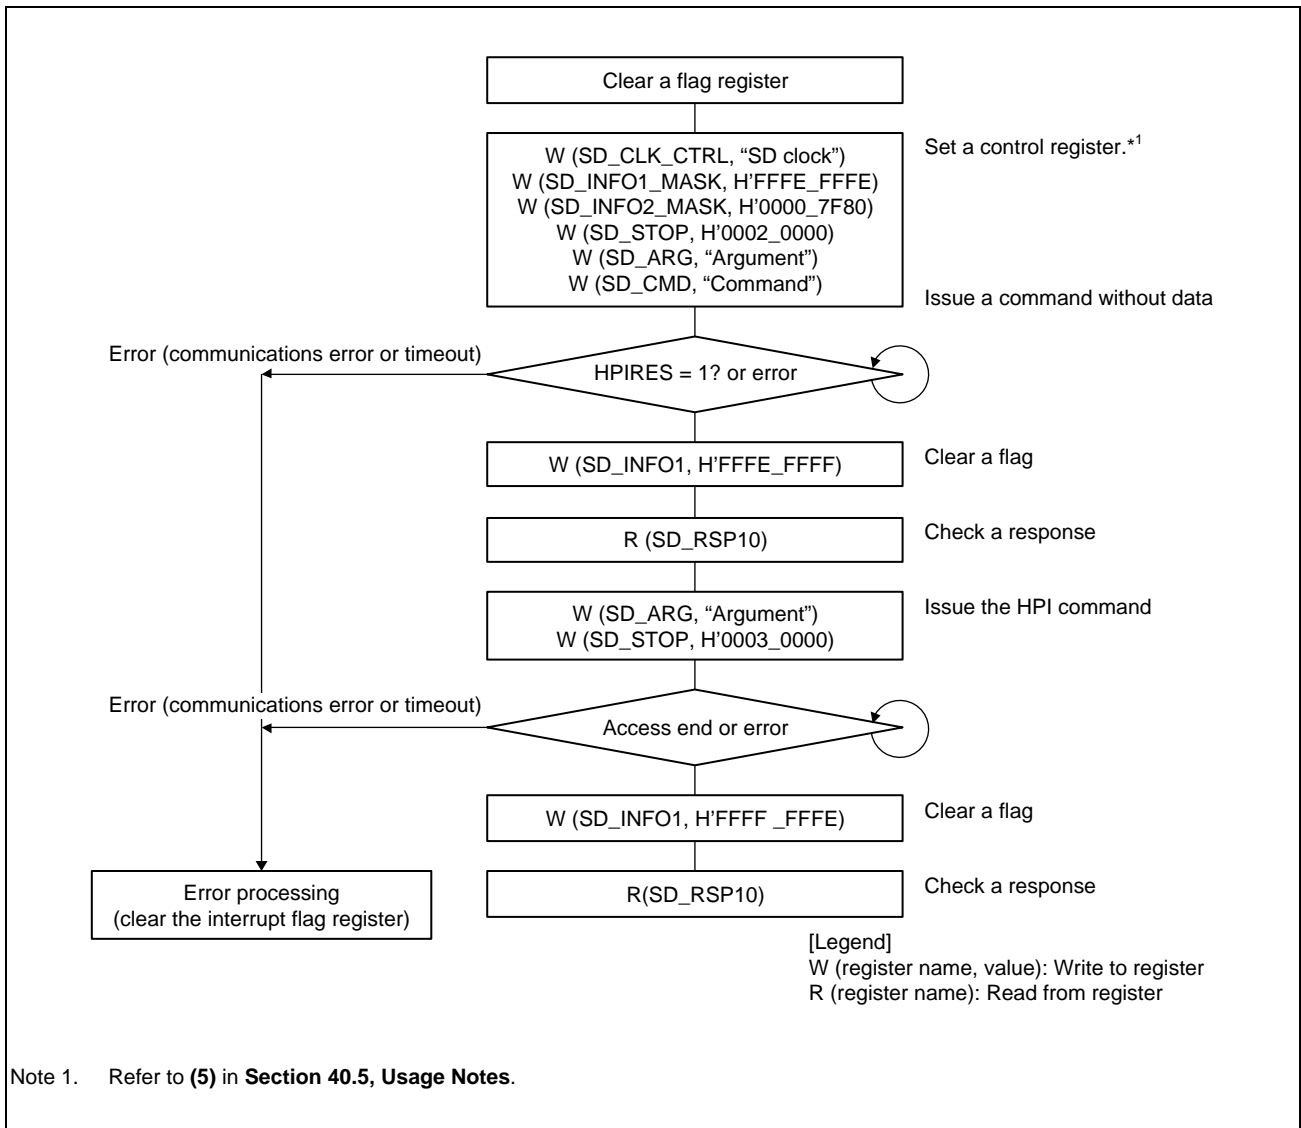 Clear a flag register
W (SD_CLK_CTRL, “SD clock”)
W (SD_INFO1_MASK, H’FFFE_FFFE)
W (SD_INFO2_MASK, H’0000_7F80)
W (SD_STOP, H’0002_0000)
W (SD_ARG, “Argument”)
W (SD_CMD, “Command”)
Set a control register.*1
Issue a command without data
Error (communications error or timeout)
HPIRES = 1? or error
W (SD_INFO1, H’FFFE_FFFF)
Clear a flag
R (SD_RSP10)
Check a response
W (SD_ARG, “Argument”)
W (SD_STOP, H’0003_0000)
Issue the HPI command
Error (communications error or timeout)
Access end or error
W (SD_INFO1, H’FFFF _FFFE)
Clear a flag
Error processing
(clear the interrupt flag register)
R(SD_RSP10)
Check a response
[Legend]
W (register name, value): Write to register
R (register name): Read from register
Note 1. Refer to (5) in Section 40.5, Usage Notes.